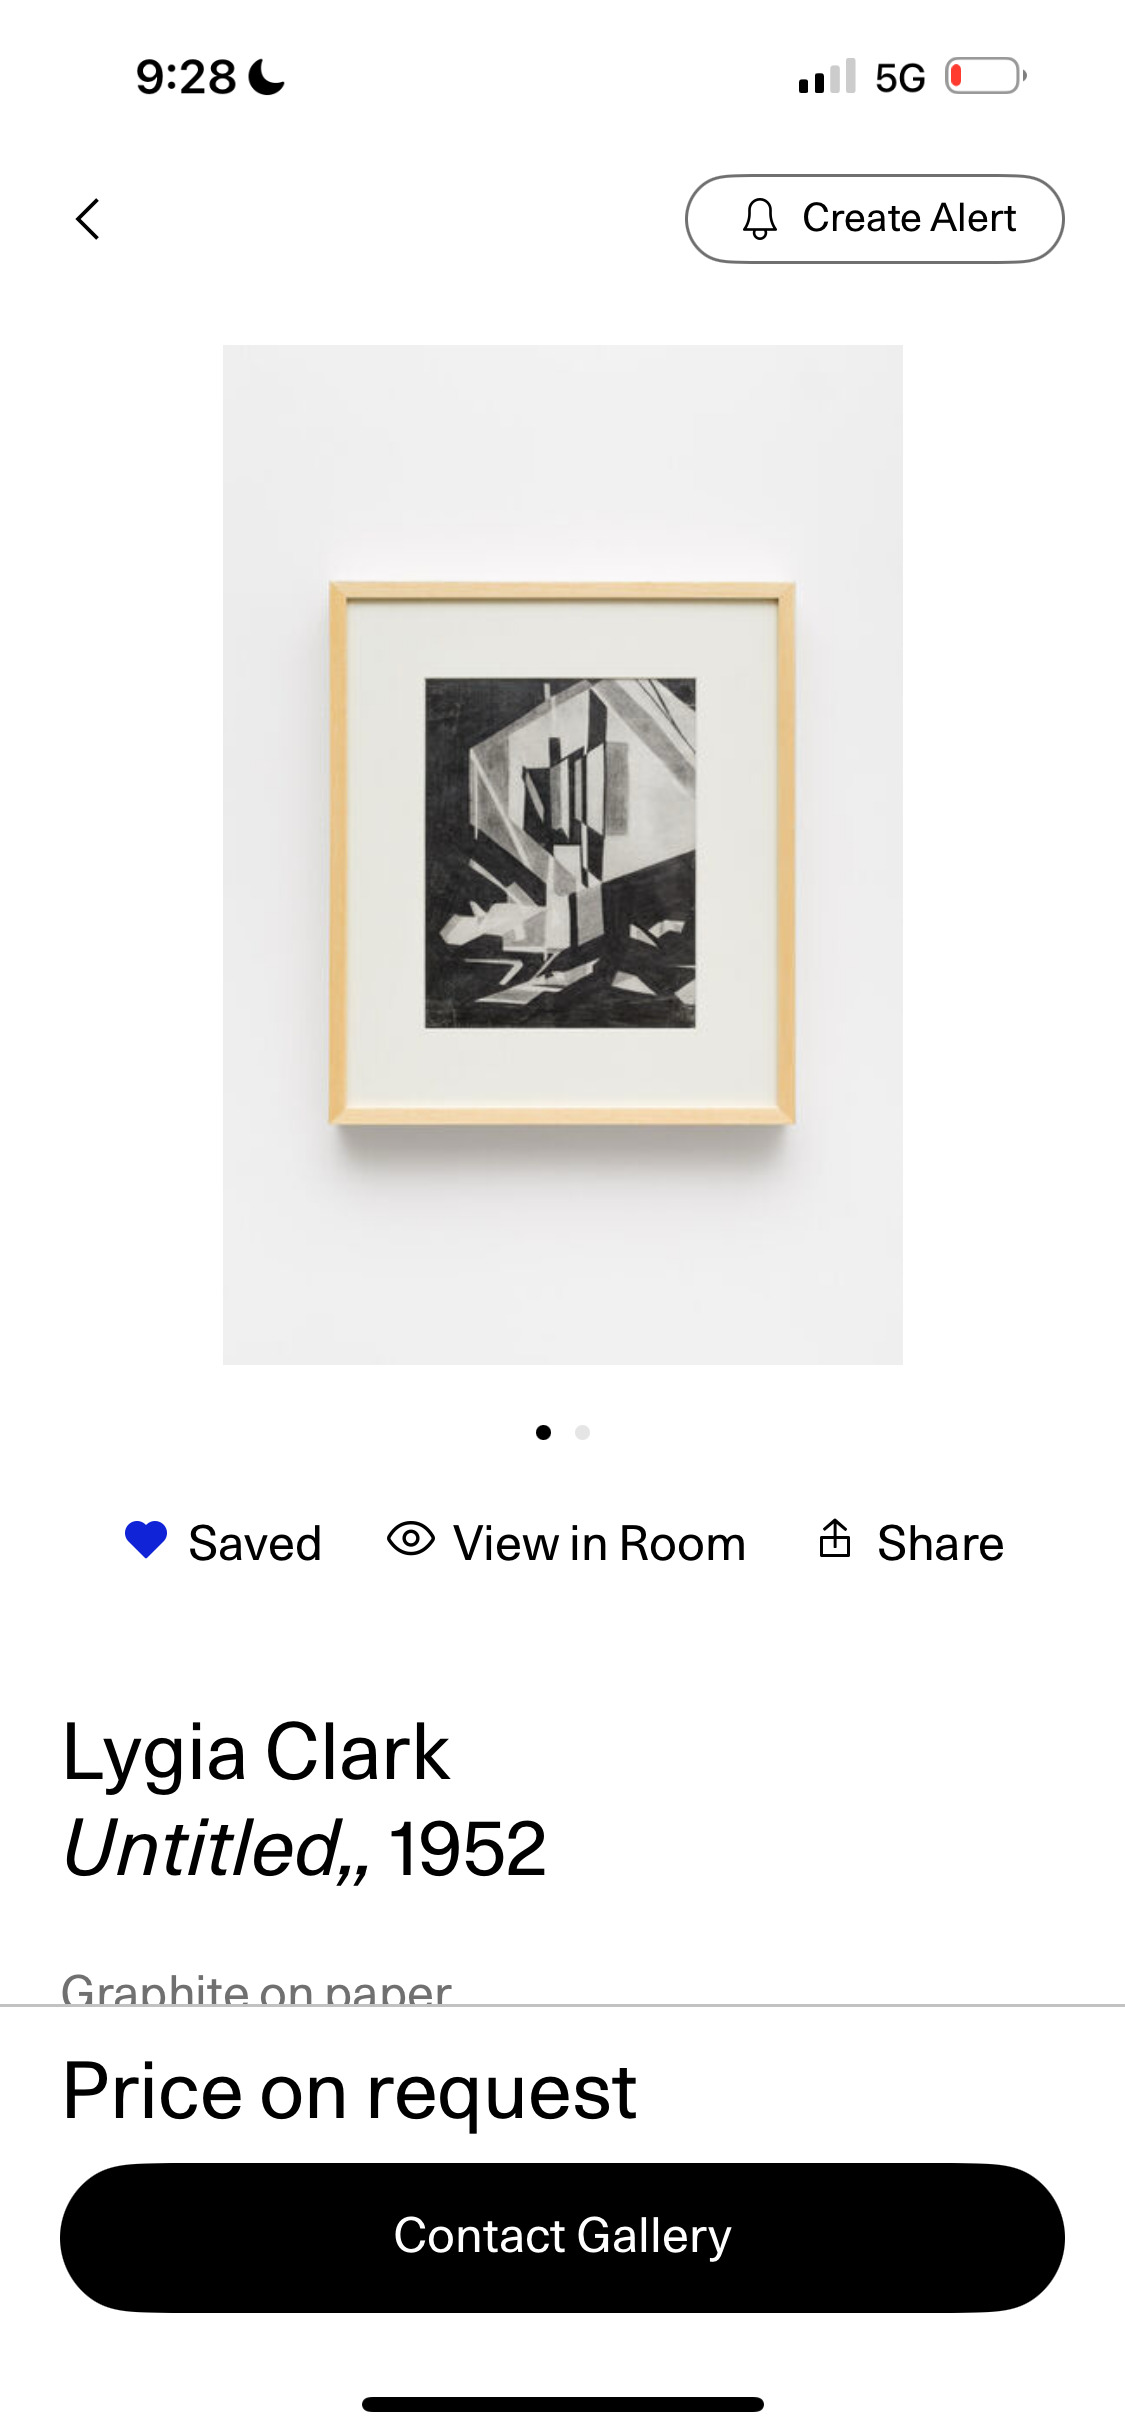 9:28
5G
Create Alert
Saved
View in Room
Share
Lygia Clark
Untitled,, 1952
Graphite on paper
Price on request
Contact Gallery